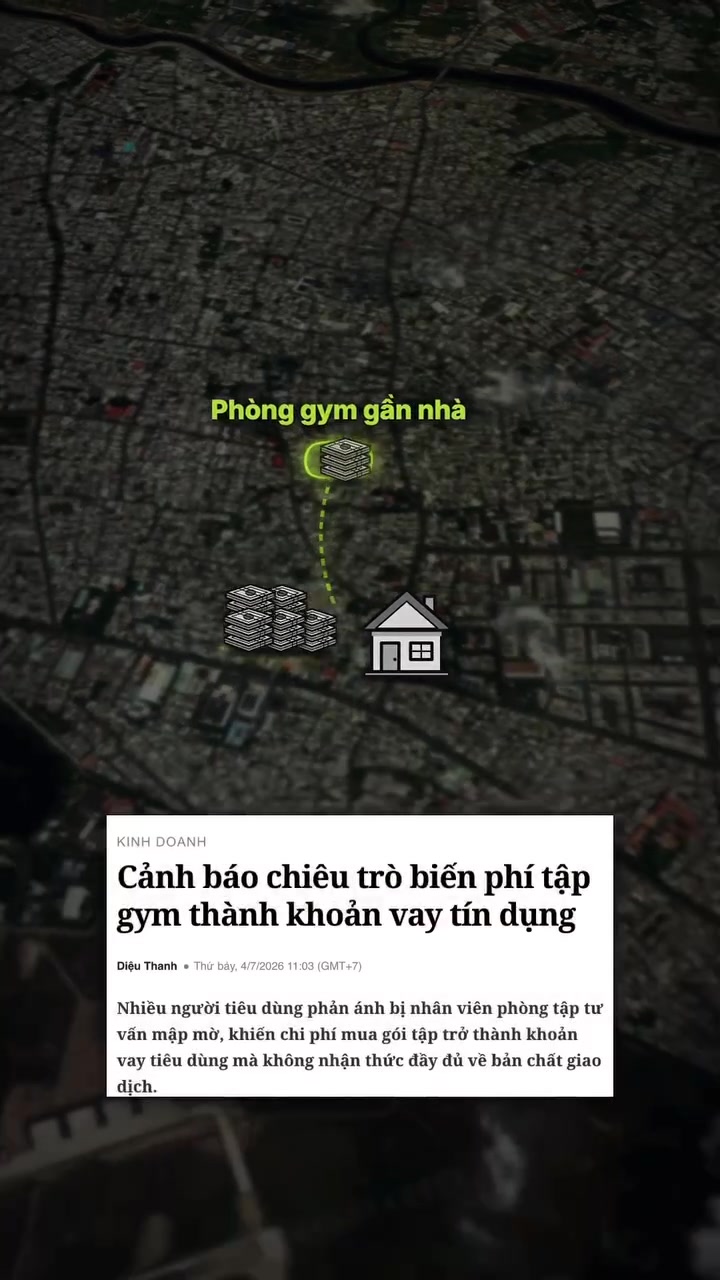 Phòng gym gần nhà
KINH DOANH
Cảnh báo chiêu trò biến phí tập
gym thành khoản vay tín dụng
Diệu Thanh • Thứ bảy, 4/7/2026 11:03 (GMT+7)
Nhiều người tiêu dùng phản ánh bị nhân viên phòng tập tư
vấn mập mờ, khiến chi phí mua gói tập trở thành khoản
vay tiêu dùng mà không nhận thức đầy đủ về bản chất giao
dịch.